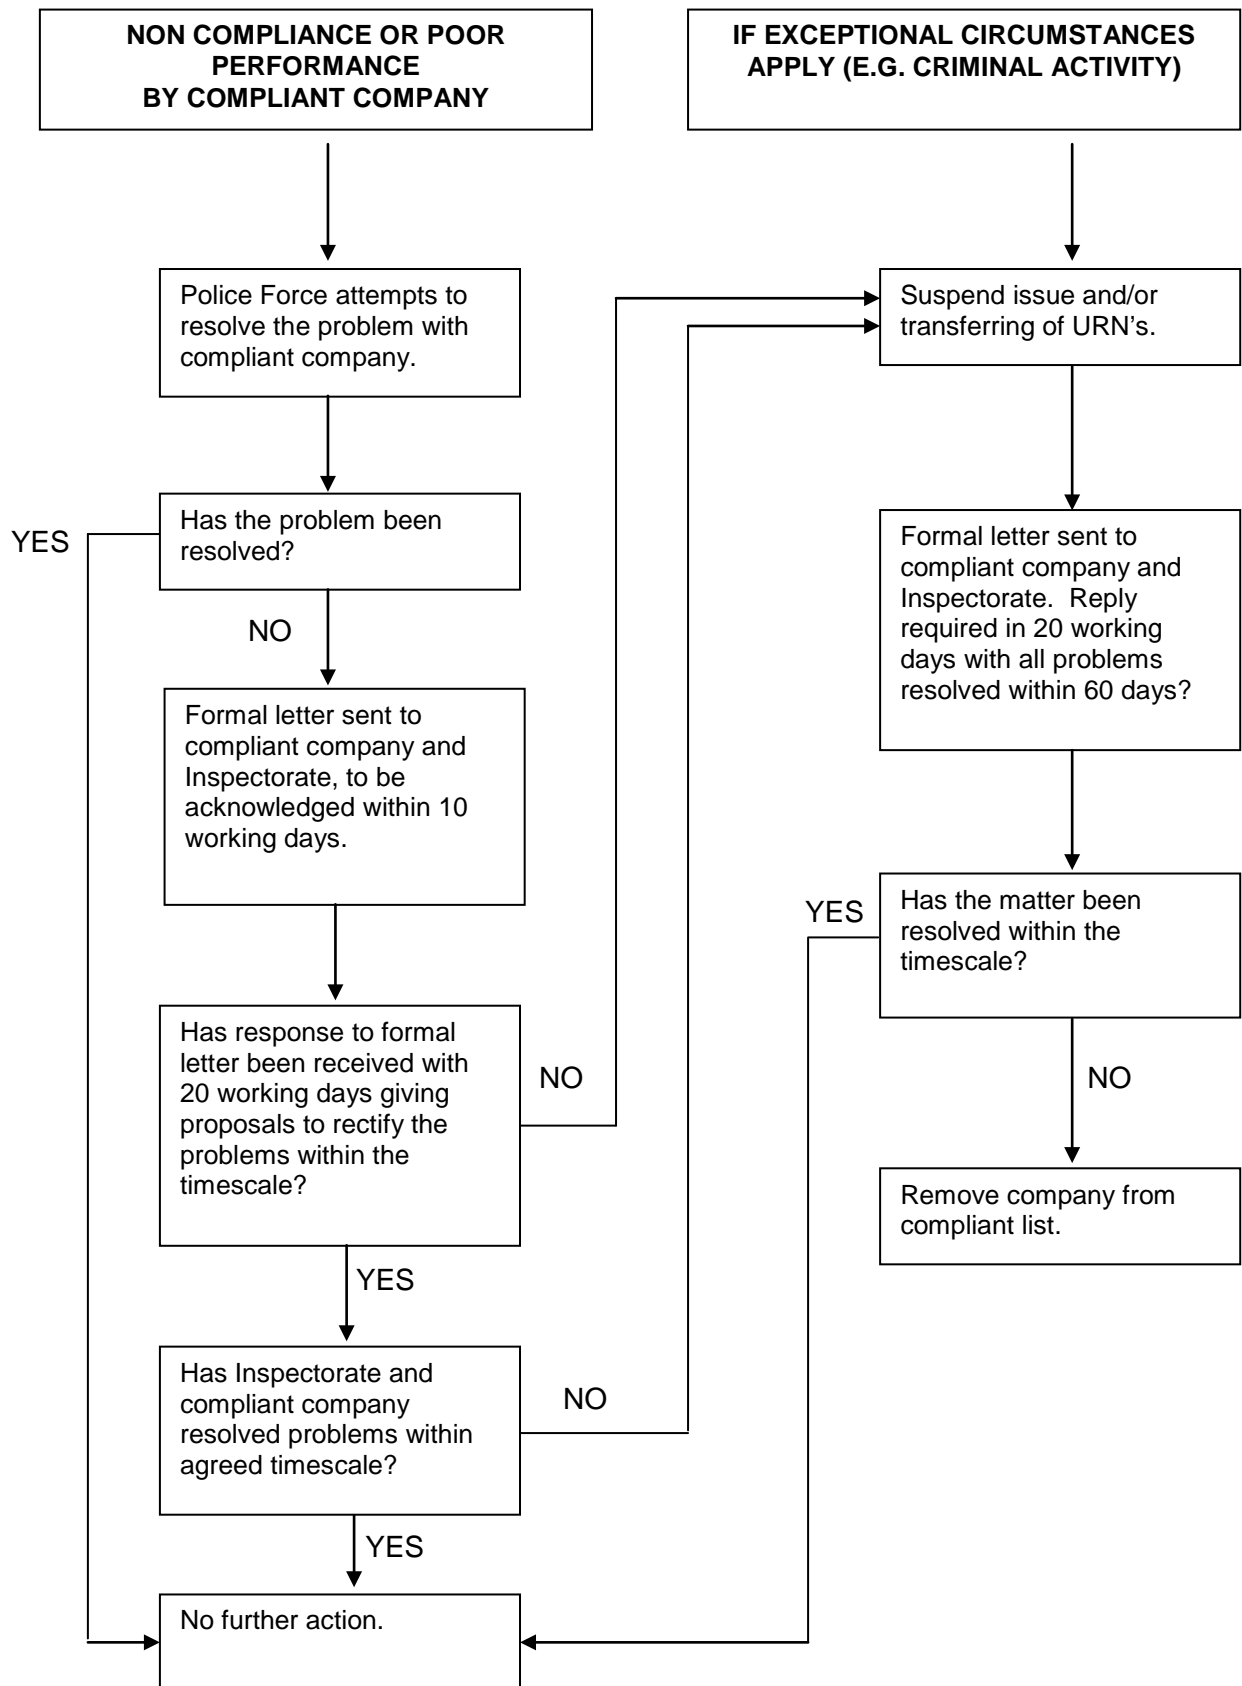 NON COMPLIANCE OR POOR
PERFORMANCE
BY COMPLIANT COMPANY
IF EXCEPTIONAL CIRCUMSTANCES
APPLY (E.G. CRIMINAL ACTIVITY)
Police Force attempts to
resolve the problem with
compliant company.
Suspend issue and/or
transferring of URN's.
YES
Has the problem been
resolved?
NO
Formal letter sent to
compliant company and
Inspectorate. Reply
required in 20 working
days with all problems
resolved within 60 days?
Formal letter sent to
compliant company and
Inspectorate, to be
acknowledged within 10
working days.
YES
Has the matter been
resolved within the
timescale?
Has response to formal
letter been received with
20 working days giving
proposals to rectify the
problems within the
timescale?
NO
NO
Remove company from
compliant list.
YES
Has Inspectorate and
compliant company
resolved problems within
agreed timescale?
NO
YES
No further action.